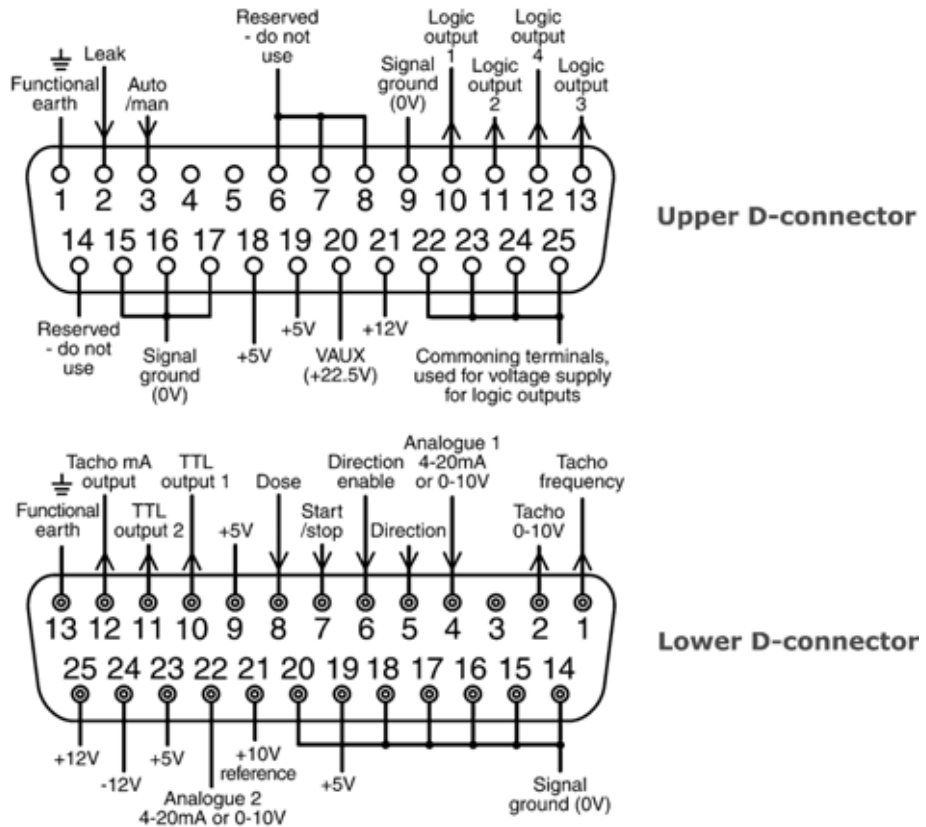 Reserved
- do not
use
Logic
output
1
Logic
output
4
Leak
Functional
earth
Auto
/man
Signal
ground
(0V)
Logic
output
2
Logic
output
3
1 2 3 4 5 6 7 8 9 10 11 12 13
14 15 16 17 18 19 20 21 22 23 24 25
Upper D-connector
Reserved
- do not
use
Signal
ground
(0V)
+5V
+5V
VAUX
(+22.5V)
+12V
Commoning terminals,
used for voltage supply
for logic outputs
Tacho mA
output
TTL
output 1
Dose
Direction
enable
Analogue 1
4-20mA
or 0-10V
Tacho
frequency
Functional
earth
TTL
output 2
+5V
Start
/stop
Direction
Tacho
0-10V
13 12 11 10 9 8 7 6 5 4 3 2 1
25 24 23 22 21 20 19 18 17 16 15 14
Lower D-connector
+12V
-12V
+5V
Analogue 2
4-20mA or 0-10V
+10V
reference
+5V
Signal
ground (0V)